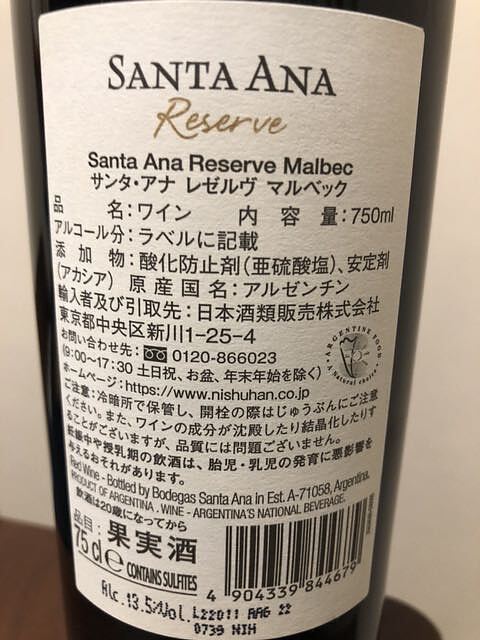 SANTA ANA
Reserve
Santa Ana Reserve Malbec
サンタ・アナ レゼルヴ マルベック
品 名:ワイン 内 容 量:750ml
アルコール分:ラベルに記載
添 加 物:酸化防止剤(亜硫酸塩)、安定剤
(アカシア) 原 産 国 名:アルゼンチン
輸入者及び引取先:日本酒類販売株式会社
東京都中央区新川1-25-4
お問い合わせ先: 0120-866023
(9:00~17:30 土日祝、お盆、年末年始を除く)
ホームページ:https://www.nishuhan.co.jp
ご注意:冷暗所で保管し、開栓の際はじゅうぶんにご注意
ください。また、ワインの成分が沈殿したり結晶化したりす
ることがございますが、品質には問題ございません。
妊娠中や授乳期の飲酒は、胎児・乳児の発育に悪影響を
与えるおそれがあります。
ARGENTINE FOOD
A Natural choice
Red Wine - Bottled by Bodegas Santa Ana in Est. A-71058, Argentina.
PRODUCT OF ARGENTINA . WINE - ARGENTINA'S NATIONAL BEVERAGE.
飲酒は20歳になってから
品目:果実酒
75 cl e CONTAINS SULFITES
4 904339 844679
Alc.13.5%Vol. L22011 ARG 22
0739 NIH